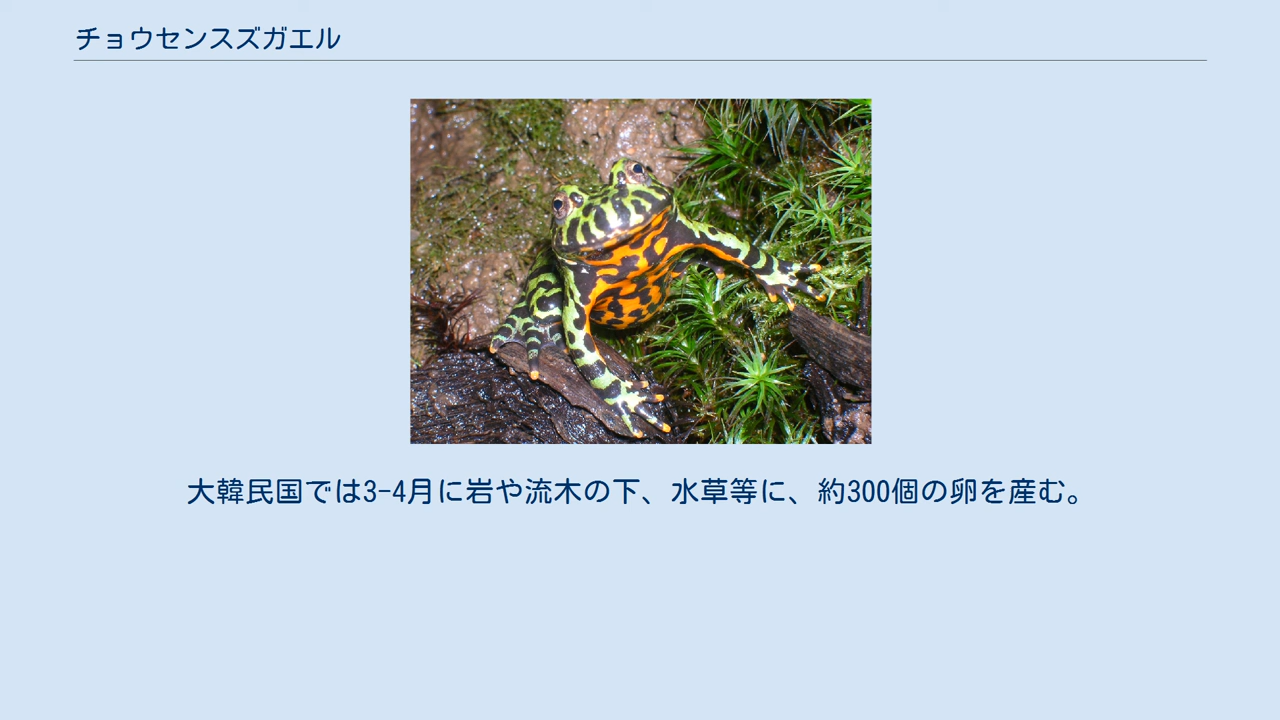 チョウセンスズガエル
大韓民国では3-4月に岩や流木の下、水草等に、約300個の卵を産む。